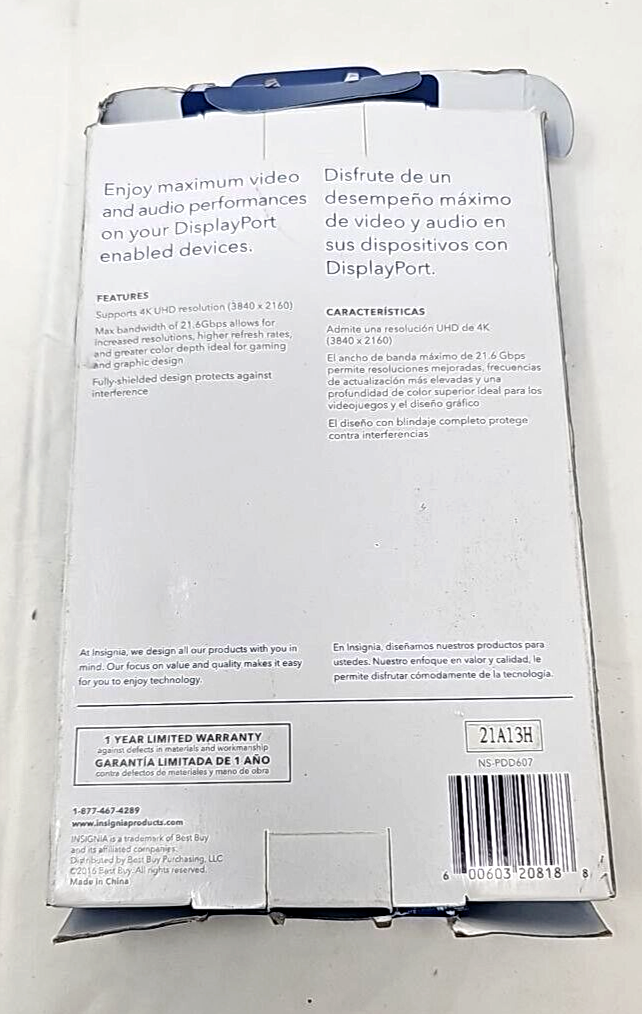 Enjoy maximum video
and audio performances
on your DisplayPort
enabled devices.
FEATURES
Supports 4K UHD resolution (3840 x 2160)
Max bandwidth of 21.6Gbps allows for
increased resolutions, higher refresh rates,
and greater color depth ideal for gaming
and graphic design
Fully-shielded design protects against
interference
Disfrute de un
desempeño máximo
de video y audio en
sus dispositivos con
DisplayPort.
CARACTERÍSTICAS
Admite una resolución UHD de 4K
(3840 x 2160)
El ancho de banda máximo de 21.6 Gbps
permite resoluciones mejoradas, frecuencias
de actualización más elevadas y una
profundidad de color superior ideal para los
videojuegos y el diseño gráfico
El diseño con blindaje completo protege
contra interferencias
At Insignia, we design all our products with you in
mind. Our focus on value and quality makes it easy
for you to enjoy technology.
En Insignia, diseñamos nuestros productos para
ustedes. Nuestro enfoque en valor y calidad, le
permite disfrutar cómodamente de la tecnología.
1 YEAR LIMITED WARRANTY
against defects in materials and workmanship
GARANTÍA LIMITADA DE 1 AÑO
contra defectos de materiales y mano de obra
21A13H
NS-PDD607
1-877-467-4289
www.insigniaproducts.com
INSIGNIA is a trademark of Best Buy
and its affiliated companies.
Distributed by Best Buy Purchasing, LLC
©2016 Best Buy. All rights reserved.
Made in China
6 00603 20818 8